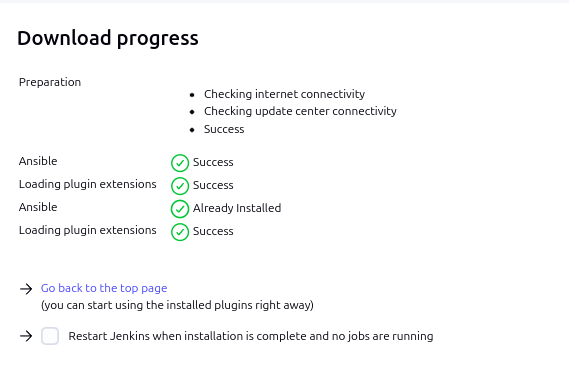 Download progress
Preparation
Checking internet connectivity
Checking update center connectivity
Success
Ansible Success
Loading plugin extensions Success
Ansible Already Installed
Loading plugin extensions Success
Go back to the top page
(you can start using the installed plugins right away)
Restart Jenkins when installation is complete and no jobs are running